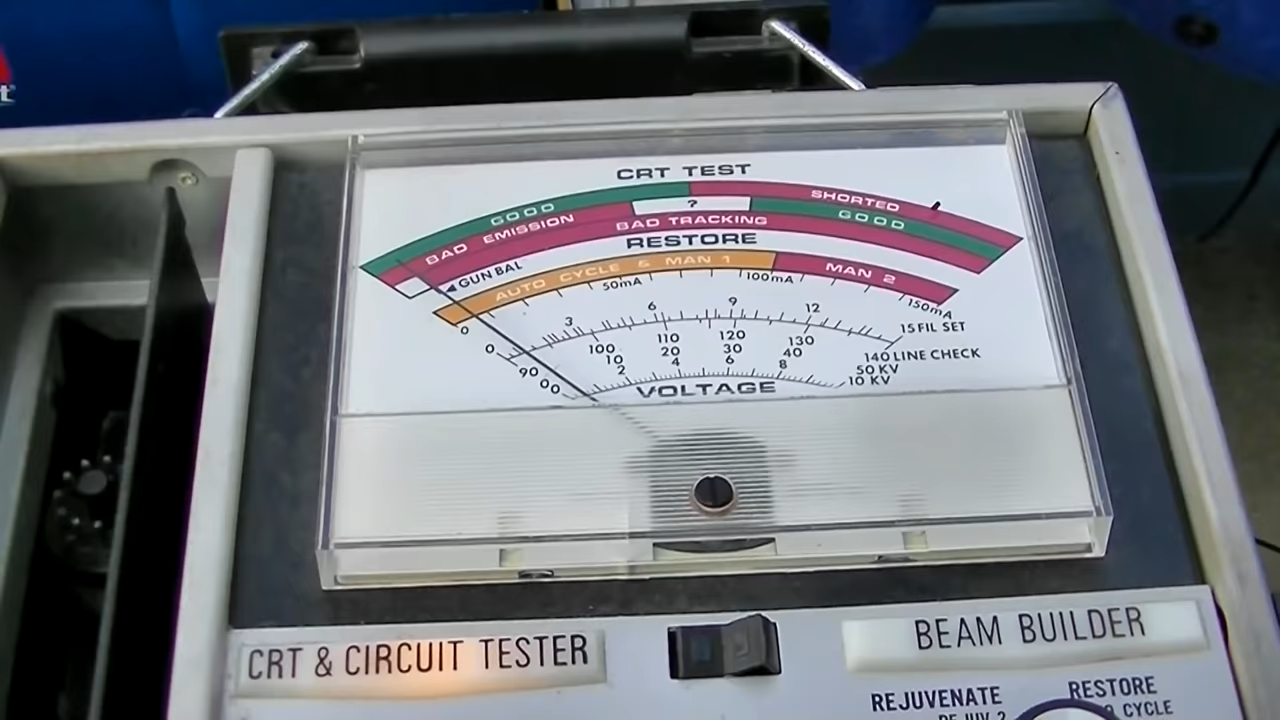 t
CRT TEST
GOOD SHORTED
BAD EMISSION ? GOOD
BAD TRACKING
GUN BAL RESTORE
AUTO CYCLE & MAN 1 MAN 2
0 50mA 100mA 150mA
0 3 6 9 12 15 FIL SET
90 100 110 120 130 140 LINE CHECK
00 10 20 30 40 50 KV
2 4 6 8 10 KV
VOLTAGE
CRT & CIRCUIT TESTER
BEAM BUILDER
REJUVENATE RESTORE
REJUV 2 CYCLE